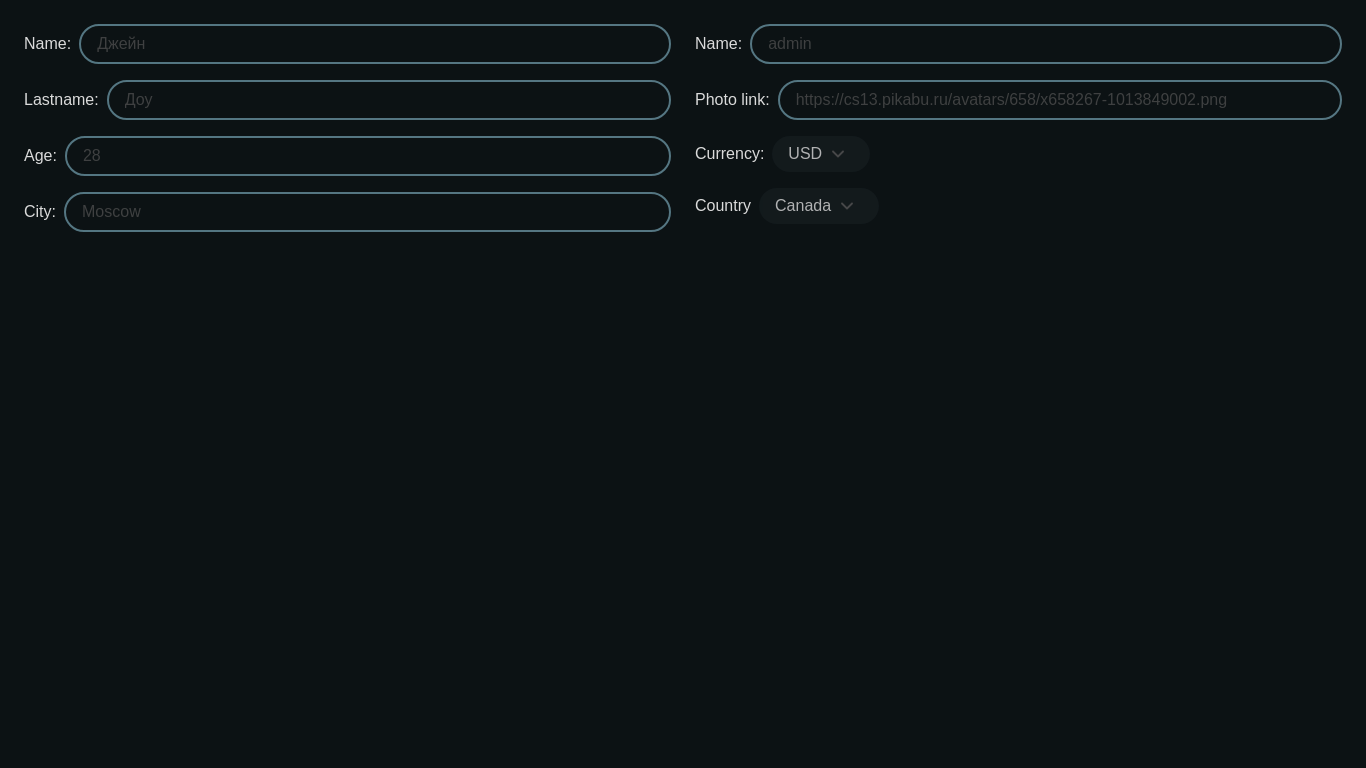 Name: Джейн
Lastname: Доу
Age: 28
City: Moscow
Name: admin
Photo link: https://cs13.pikabu.ru/avatars/658/x658267-1013849002.png
Currency: USD
Country Canada